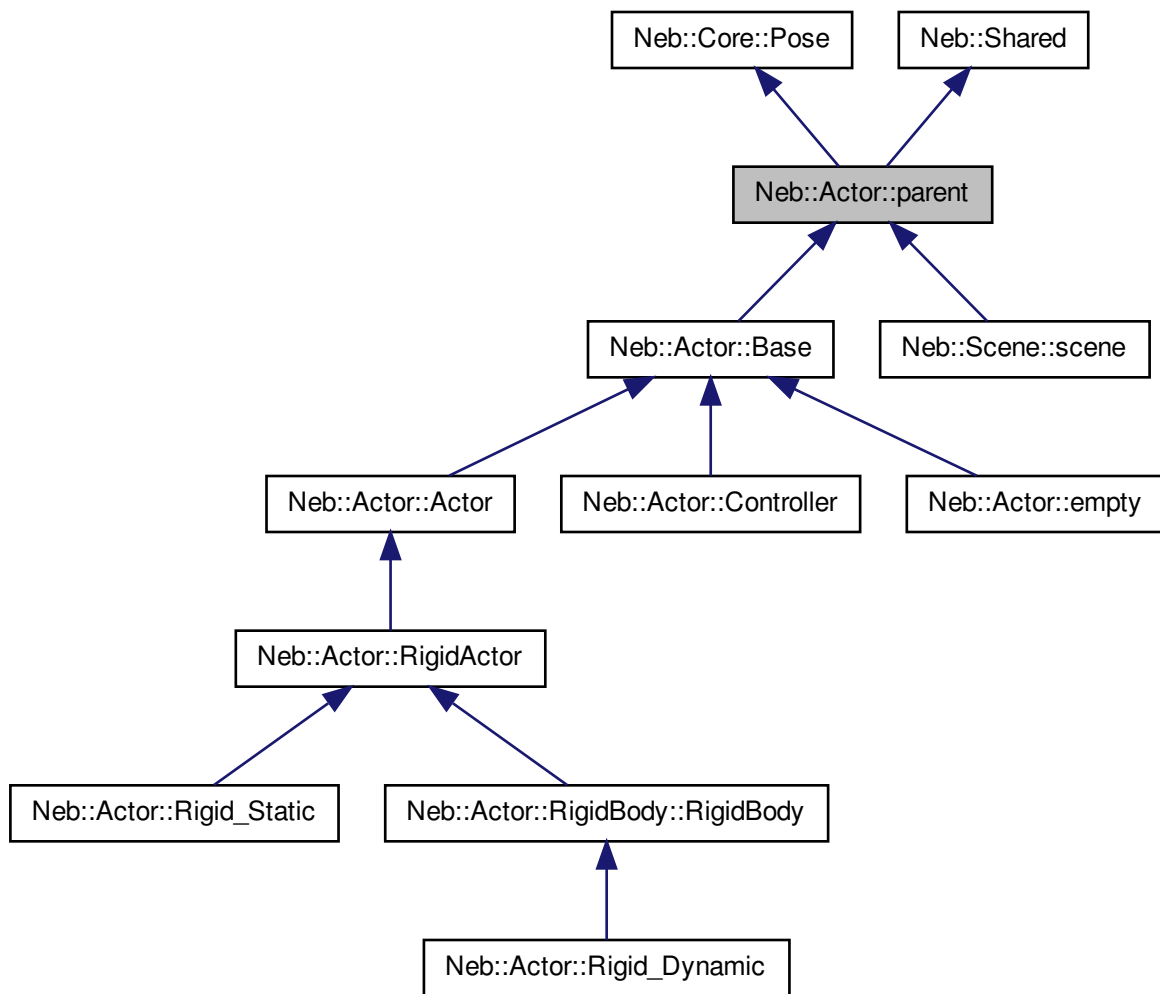 Neb::Core::Pose
Neb::Shared
Neb::Actor::parent
Neb::Actor::Base
Neb::Scene::scene
Neb::Actor::Actor
Neb::Actor::Controller
Neb::Actor::empty
Neb::Actor::RigidActor
Neb::Actor::Rigid_Static
Neb::Actor::RigidBody::RigidBody
Neb::Actor::Rigid_Dynamic